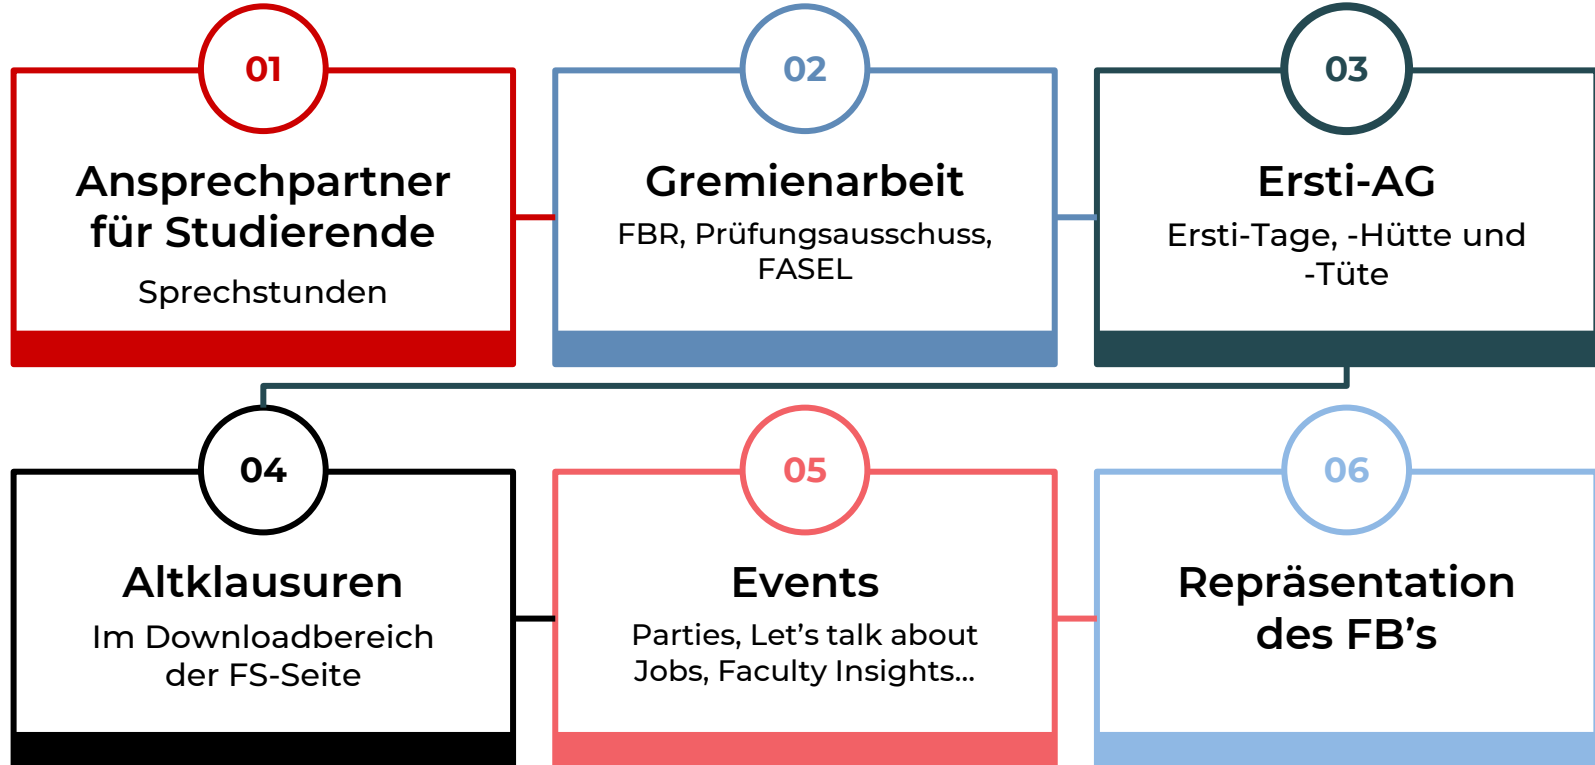 01
Ansprechpartner
für Studierende
Sprechstunden
02
Gremienarbeit
FBR, Prüfungsausschuss,
FASEL
03
Ersti-AG
Ersti-Tage, -Hütte und
-Tüte
04
Altklausuren
Im Downloadbereich
der FS-Seite
05
Events
Parties, Let’s talk about
Jobs, Faculty Insights...
06
Repräsentation
des FB’s